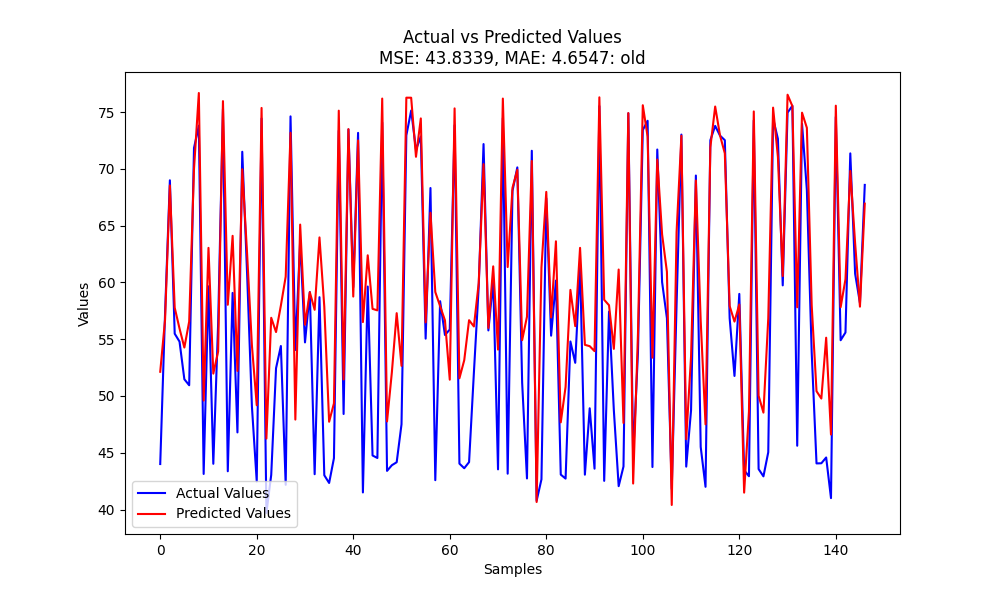 Actual vs Predicted Values
MSE: 43.8339, MAE: 4.6547: old
Values
75
70
65
60
55
50
45
40
Actual Values
Predicted Values
0 20 40 60 80 100 120 140
Samples